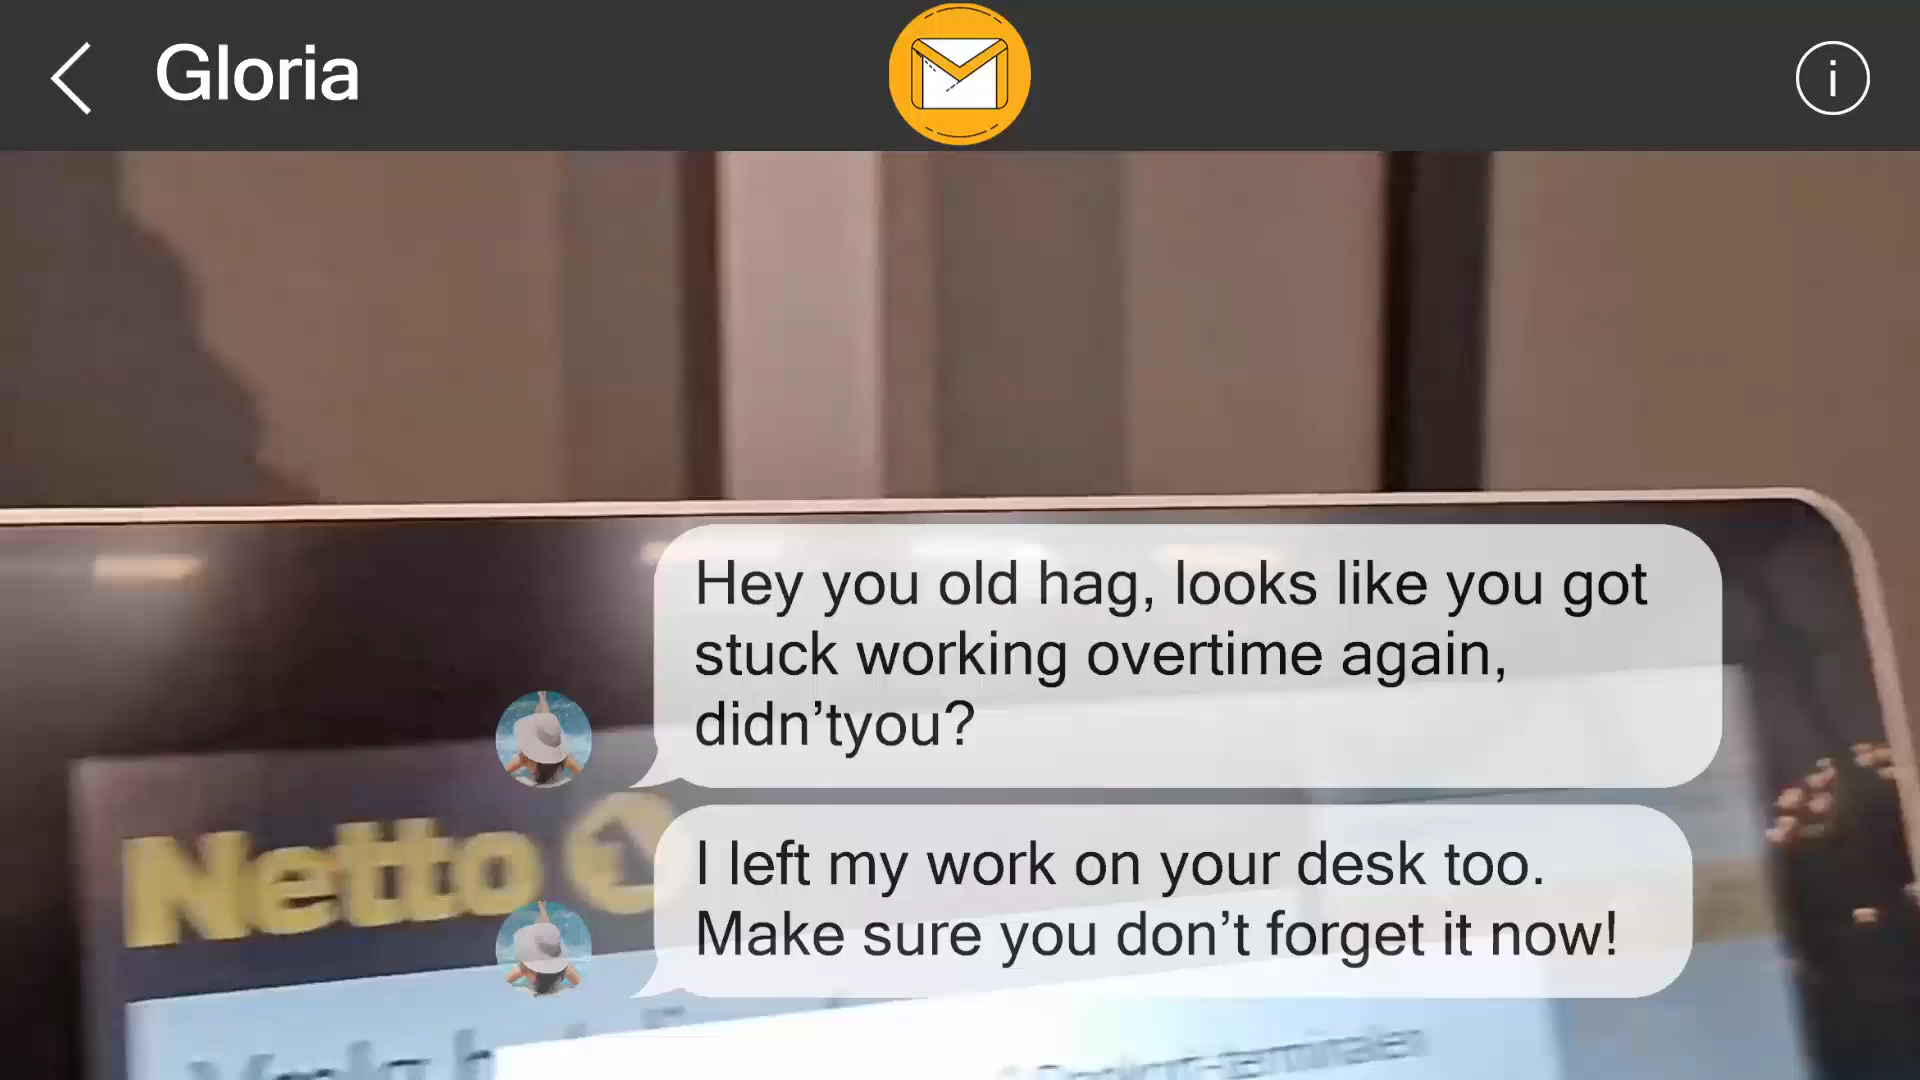 Gloria
Hey you old hag, looks like you got
stuck working overtime again,
didn’tyou?
I left my work on your desk too.
Make sure you don’t forget it now!
Netto